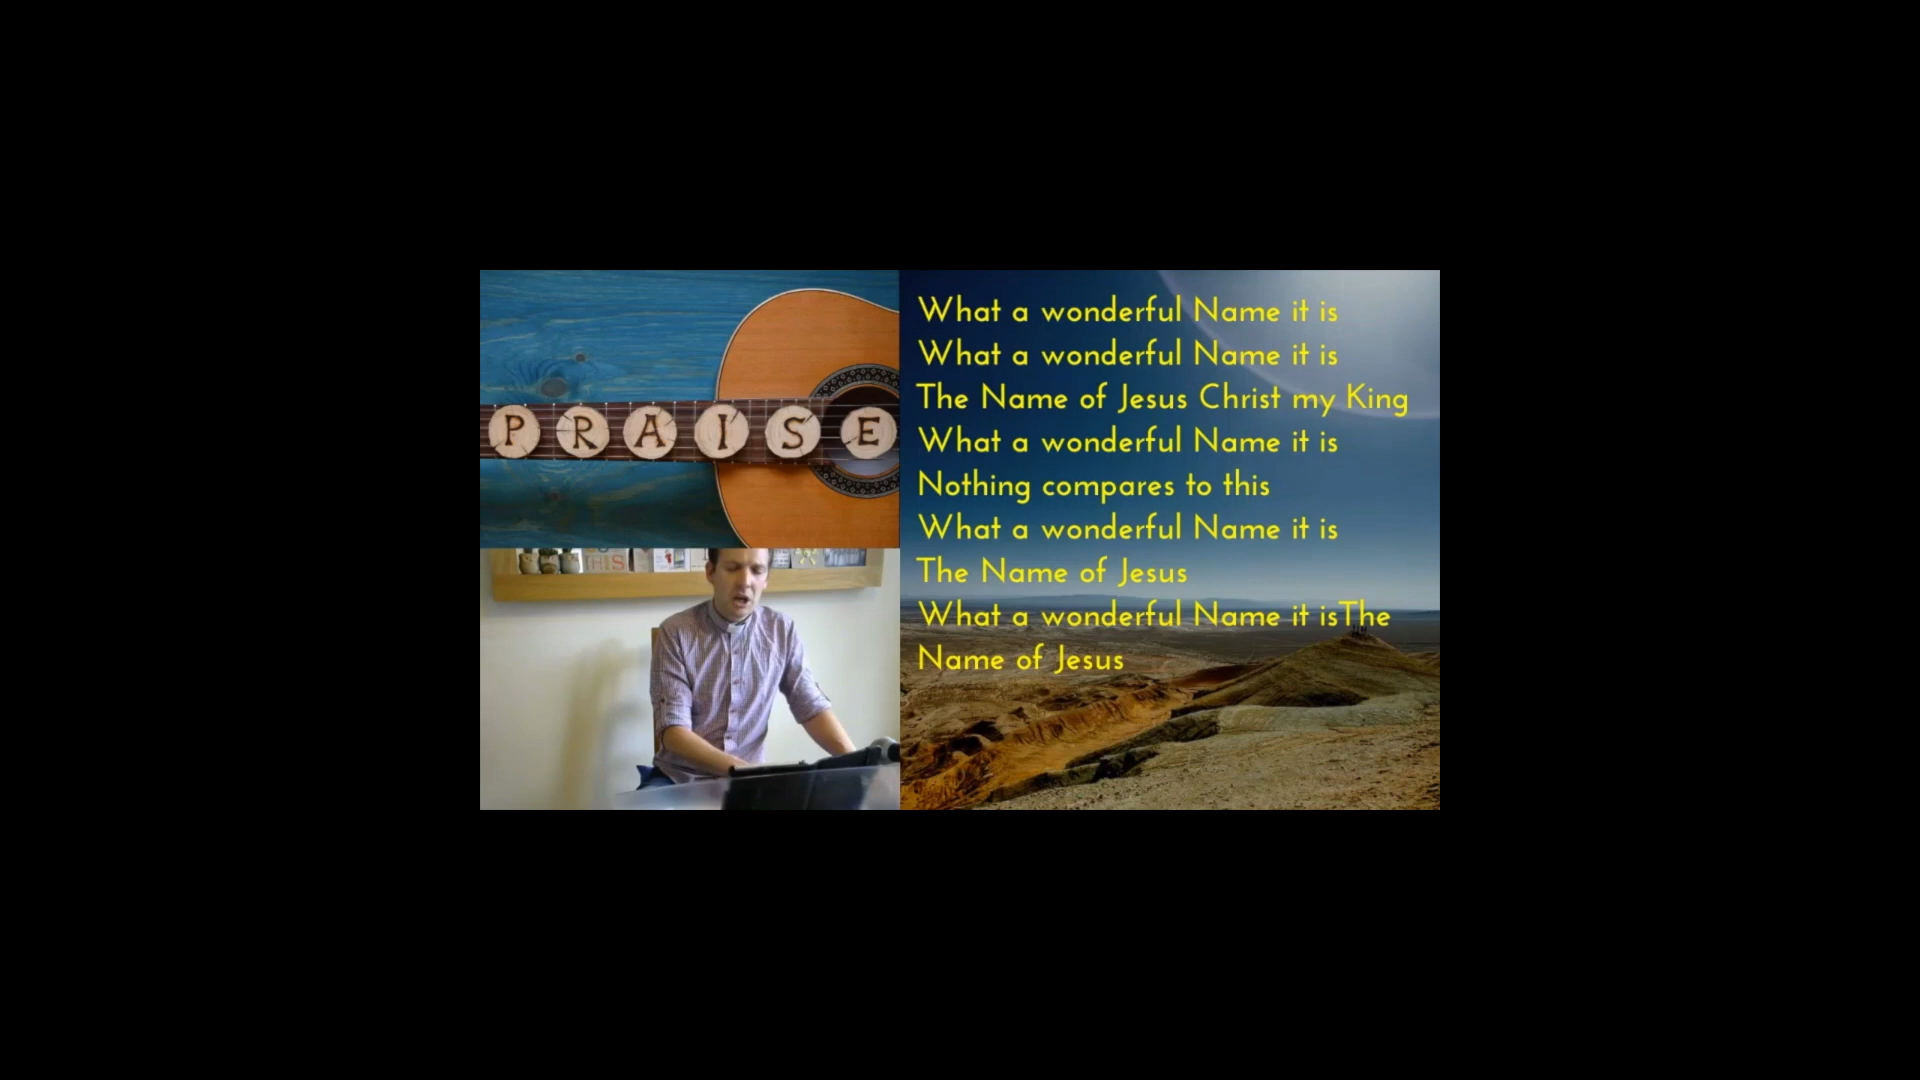 PRAISE
THIS
What a wonderful Name it is
What a wonderful Name it is
The Name of Jesus Christ my King
What a wonderful Name it is
Nothing compares to this
What a wonderful Name it is
The Name of Jesus
What a wonderful Name it isThe
Name of Jesus